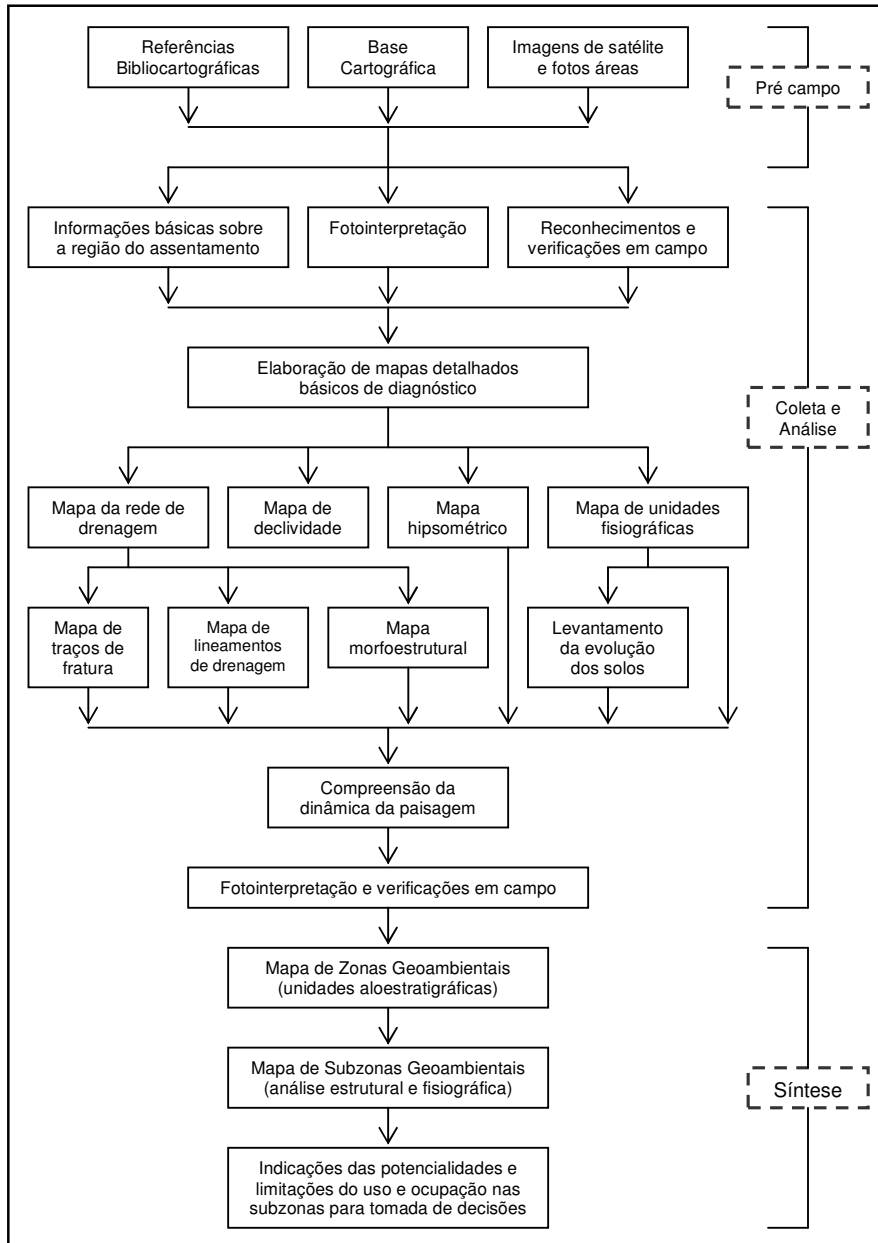 Referências
Bibliocartográficas
Base
Cartográfica
Imagens de satélite
e fotos áreas
Pré campo
Informações básicas sobre
a região do assentamento
Fotointerpretação
Reconhecimentos e
verificações em campo
Elaboração de mapas detalhados
básicos de diagnóstico
Coleta e
Análise
Mapa da rede de
drenagem
Mapa de
declividade
Mapa
hipsométrico
Mapa de unidades
fisiográficas
Mapa de
traços de
fratura
Mapa de
lineamentos
de drenagem
Mapa
morfoestrutural
Levantamento
da evolução
dos solos
Compreensão da
dinâmica da paisagem
Fotointerpretação e verificações em campo
Mapa de Zonas Geoambientais
(unidades aloestratigráficas)
Mapa de Subzonas Geoambientais
(análise estrutural e fisiográfica)
Síntese
Indicações das potencialidades e
limitações do uso e ocupação nas
subzonas para tomada de decisões